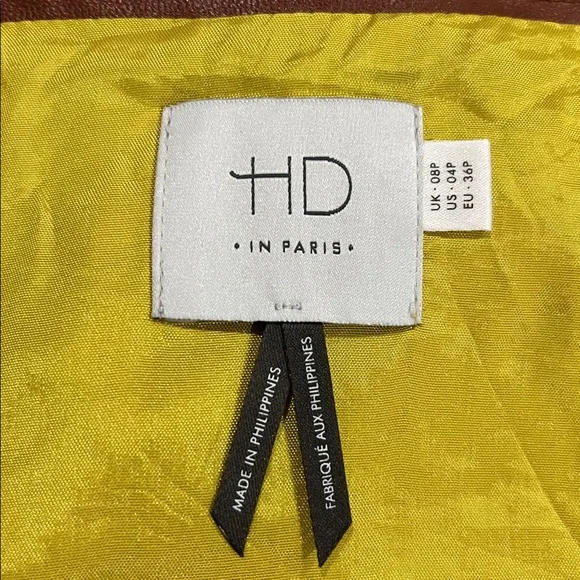 HD
• IN PARIS •
UK · 08P
US · 04P
EU · 36P
MADE IN PHILIPPINES
FABRIQUÉ AUX PHILIPPINES